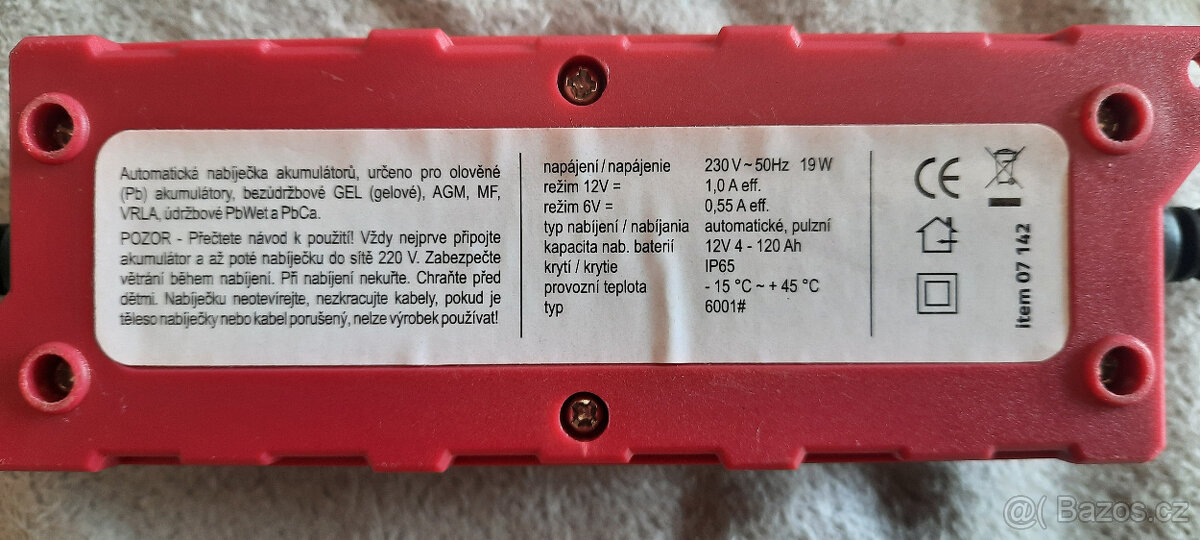 Automatická nabíječka akumulátorů, určeno pro olověné
(Pb) akumulátory, bezúdržbové GEL (gelové), AGM, MF,
VRLA, údržbové PbWet a PbCa.
POZOR - Přečtete návod k použití! Vždy nejprve připojte
akumulátor a až poté nabíječku do sítě 220 V. Zabezpečte
větrání během nabíjení. Při nabíjení nekuřte. Chraňte před
dětmi. Nabíječku neotevírejte, nezkracujte kabely, pokud je
těleso nabíječky nebo kabel porušený, nelze výrobek používat!
napájení / napájenie 230 V ~ 50Hz 19 W
režim 12V = 1,0 A eff.
režim 6V = 0,55 A eff.
typ nabíjení / nabíjania automatické, pulzní
kapacita nab. baterií 12V 4 - 120 Ah
krytí / krytie IP65
provozní teplota - 15 °C ~ + 45 °C
typ 6001#
CE
item 07 142
@( Bazos.cz